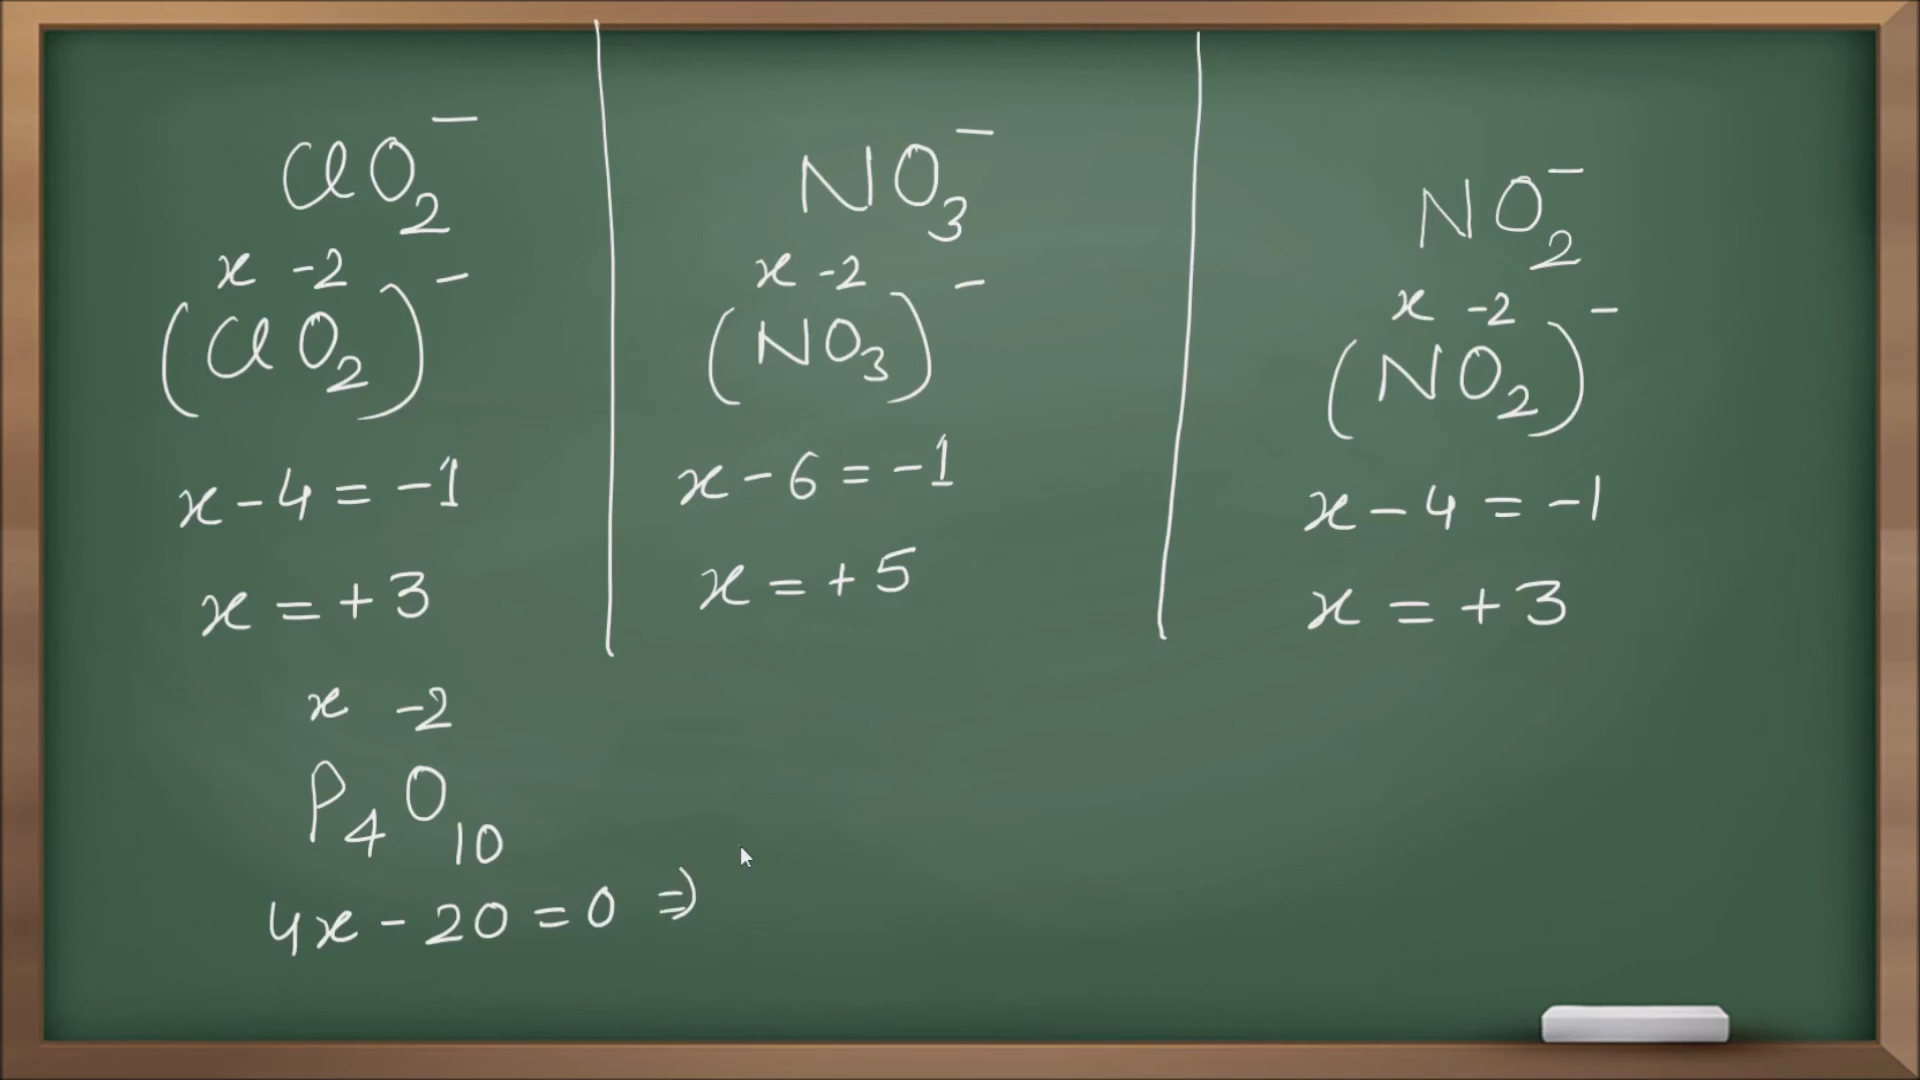 ClO₂⁻
x -2
(ClO₂)⁻
x - 4 = -1
x = + 3
NO₃⁻
x -2
(NO₃)⁻
x - 6 = -1
x = + 5
NO₂⁻
x -2
(NO₂)⁻
x - 4 = -1
x = + 3
x -2
P₄O₁₀
4x - 20 = 0 ⇒